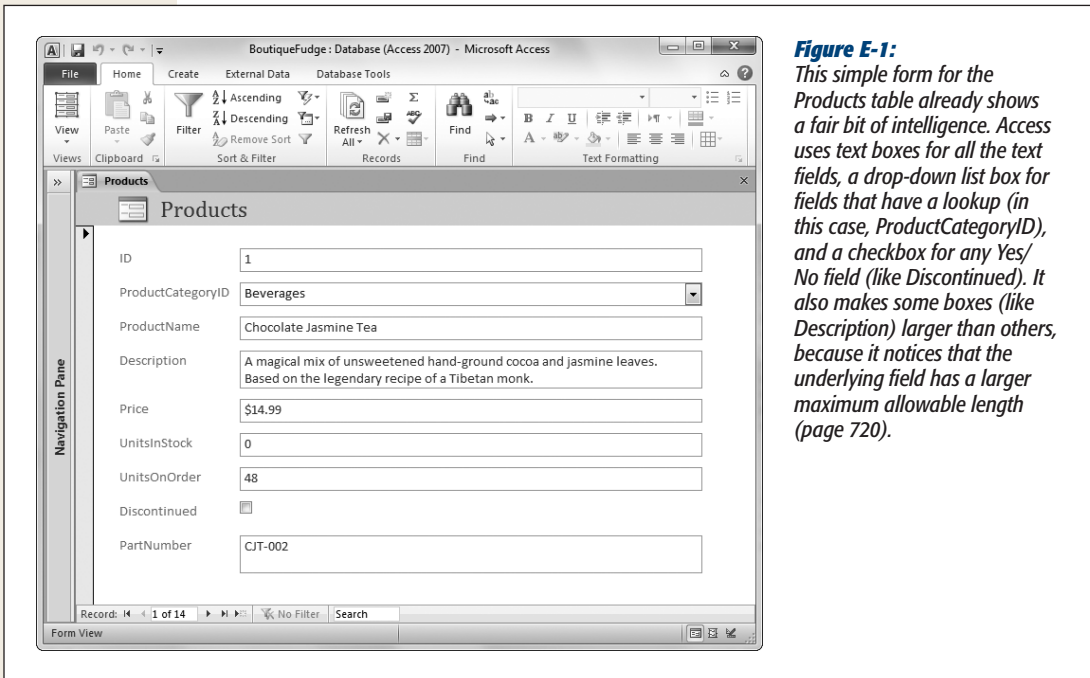 BoutiqueFudge : Database (Access 2007) - Microsoft Access
File Home Create External Data Database Tools
View
Views
Paste
Clipboard
Filter
Ascending
Descending
Remove Sort
Sort & Filter
Refresh All
Records
Find
Find
B I U
A
Text Formatting
Products
Products
Navigation Pane
ID 1
ProductCategoryID Beverages
ProductName Chocolate Jasmine Tea
Description A magical mix of unsweetened hand-ground cocoa and jasmine leaves.
Based on the legendary recipe of a Tibetan monk.
Price $14.99
UnitsInStock 0
UnitsOnOrder 48
Discontinued
PartNumber CJT-002
Record: 1 of 14 No Filter Search
Form View
Figure E-1:
This simple form for the
Products table already shows
a fair bit of intelligence. Access
uses text boxes for all the text
fields, a drop-down list box for
fields that have a lookup (in
this case, ProductCategoryID),
and a checkbox for any Yes/
No field (like Discontinued). It
also makes some boxes (like
Description) larger than others,
because it notices that the
underlying field has a larger
maximum allowable length
(page 720).